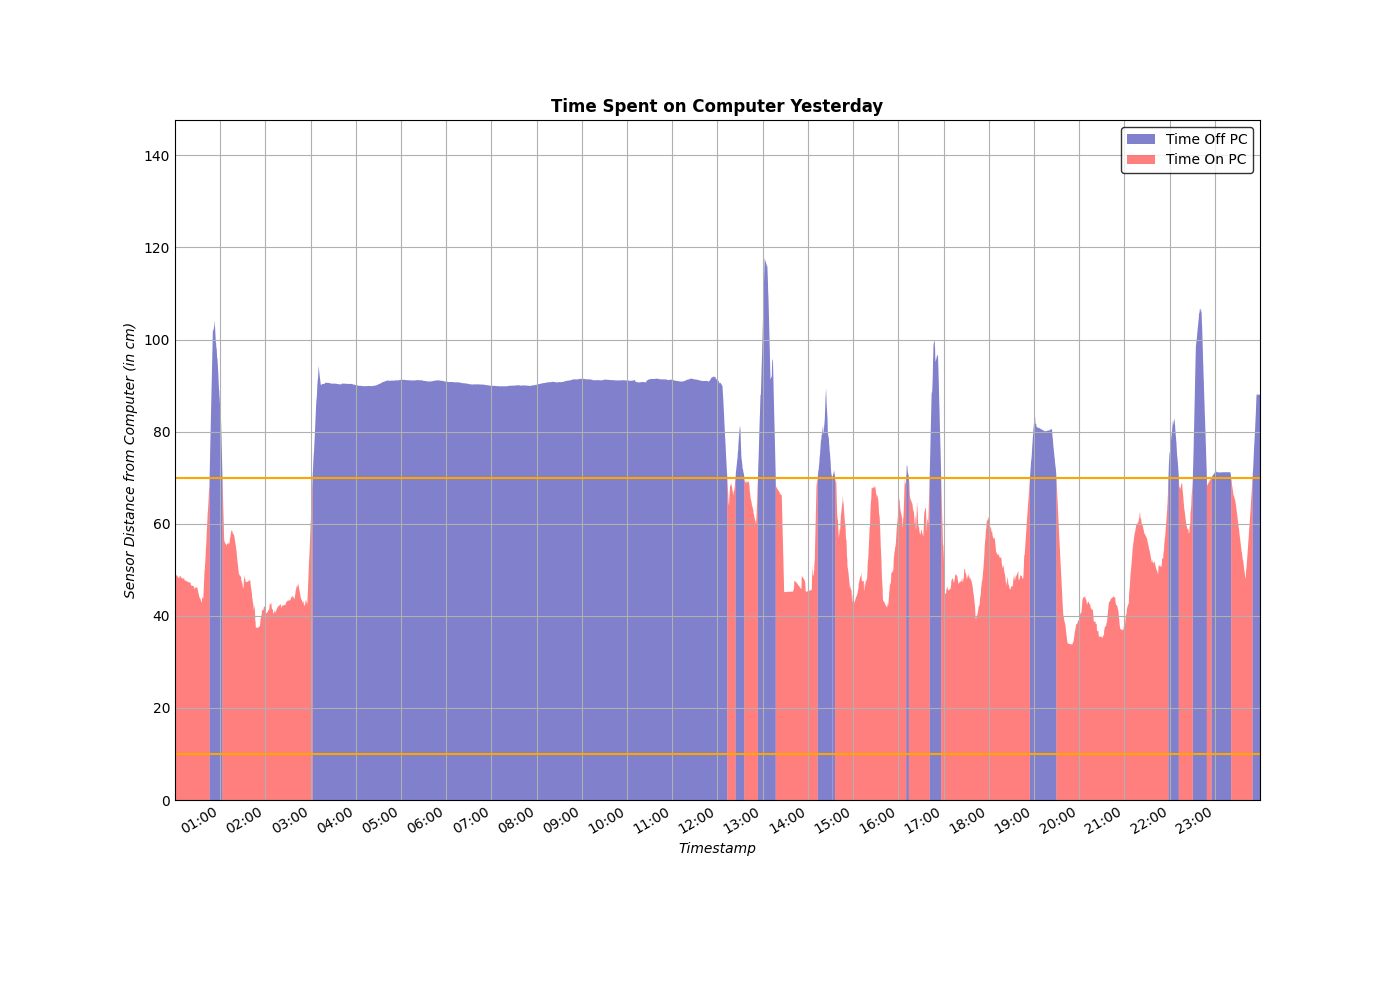 Time Spent on Computer Yesterday
Time Off PC
Time On PC
140
120
100
80
60
40
20
0
Sensor Distance from Computer (in cm)
01:00 02:00 03:00 04:00 05:00 06:00 07:00 08:00 09:00 10:00 11:00 12:00 13:00 14:00 15:00 16:00 17:00 18:00 19:00 20:00 21:00 22:00 23:00
Timestamp